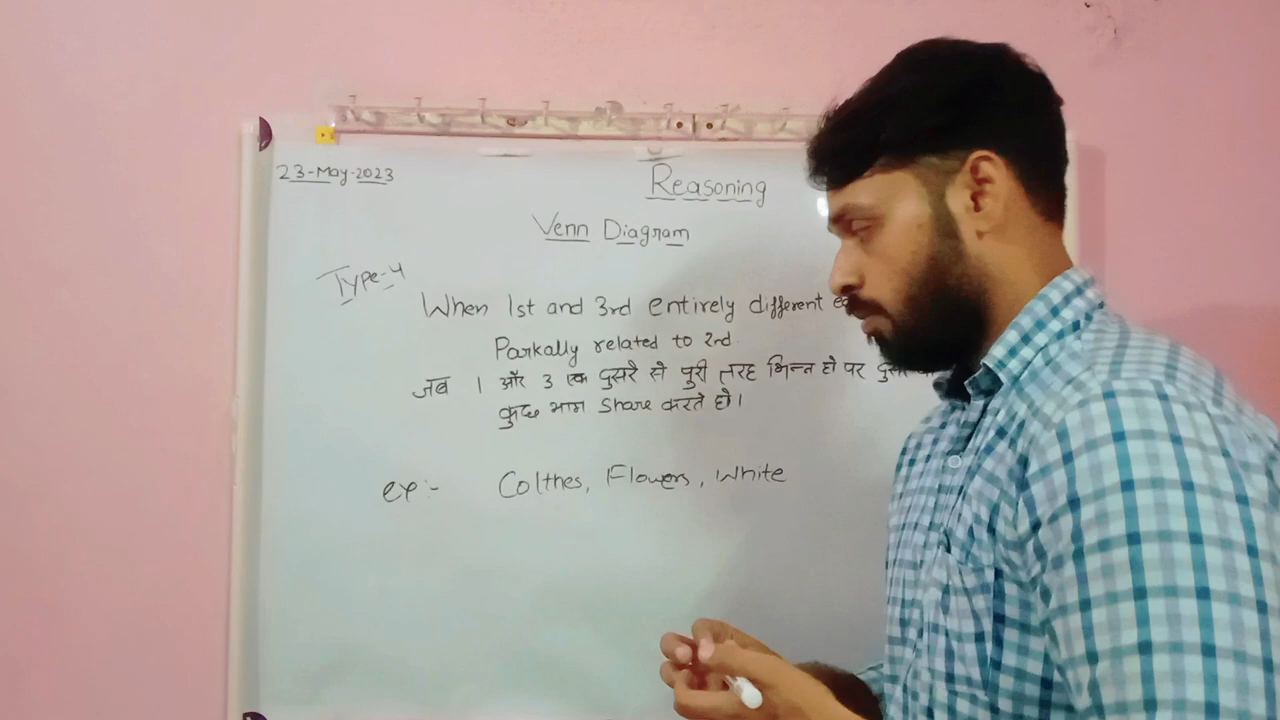 23-May-2023
Reasoning
Venn Diagram
Type-4
When 1st and 3rd entirely different
Parkally related to 2nd.
जब 1 और 3 एक दुसरे से पुरी तरह भिन्न हो पर
कुछ भाग Share करते हो।
ex:- Colthes, Flowers, White